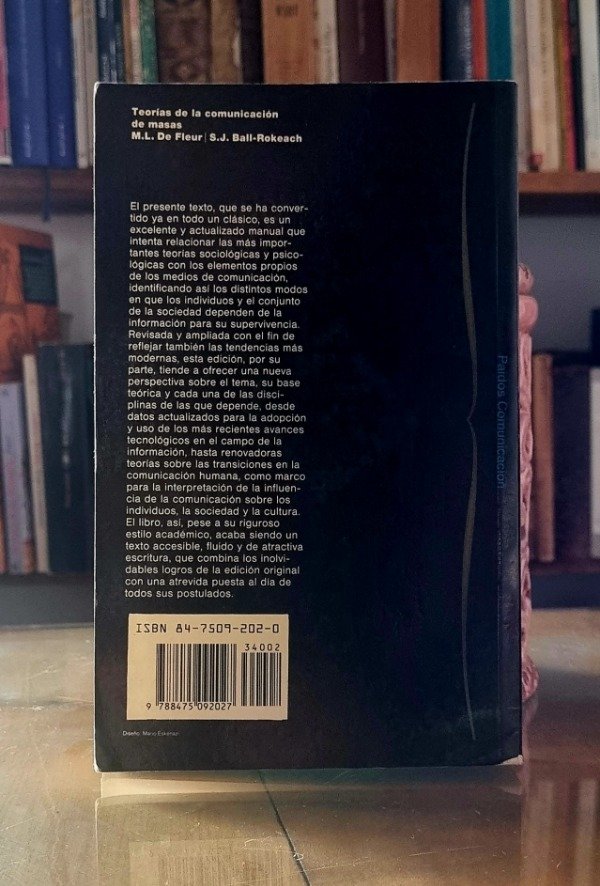 Teorías de la comunicación
de masas
M.L. De Fleur | S.J. Ball-Rokeach
El presente texto, que se ha conver-
tido ya en todo un clásico, es un
excelente y actualizado manual que
intenta relacionar las más impor-
tantes teorías sociológicas y psico-
lógicas con los elementos propios
de los medios de comunicación,
identificando así los distintos modos
en que los individuos y el conjunto
de la sociedad dependen de la
información para su supervivencia.
Revisada y ampliada con el fin de
reflejar también las tendencias más
modernas, esta edición, por su
parte, tiende a ofrecer una nueva
perspectiva sobre el tema, su base
teórica y cada una de las disci-
plinas de las que depende, desde
datos actualizados para la adopción
y uso de los más recientes avances
tecnológicos en el campo de la
información, hasta renovadoras
teorías sobre las transiciones en la
comunicación humana, como marco
para la interpretación de la influen-
cia de la comunicación sobre los
individuos, la sociedad y la cultura.
El libro, así, pese a su riguroso
estilo académico, acaba siendo un
texto accesible, fluido y de atractiva
escritura, que combina los inolvi-
dables logros de la edición original
con una atrevida puesta al día de
todos sus postulados.
ISBN 84-7509-202-0
34002
9 788475 092027
Diseño: Mario Eskenazi
Paidós Comunicación